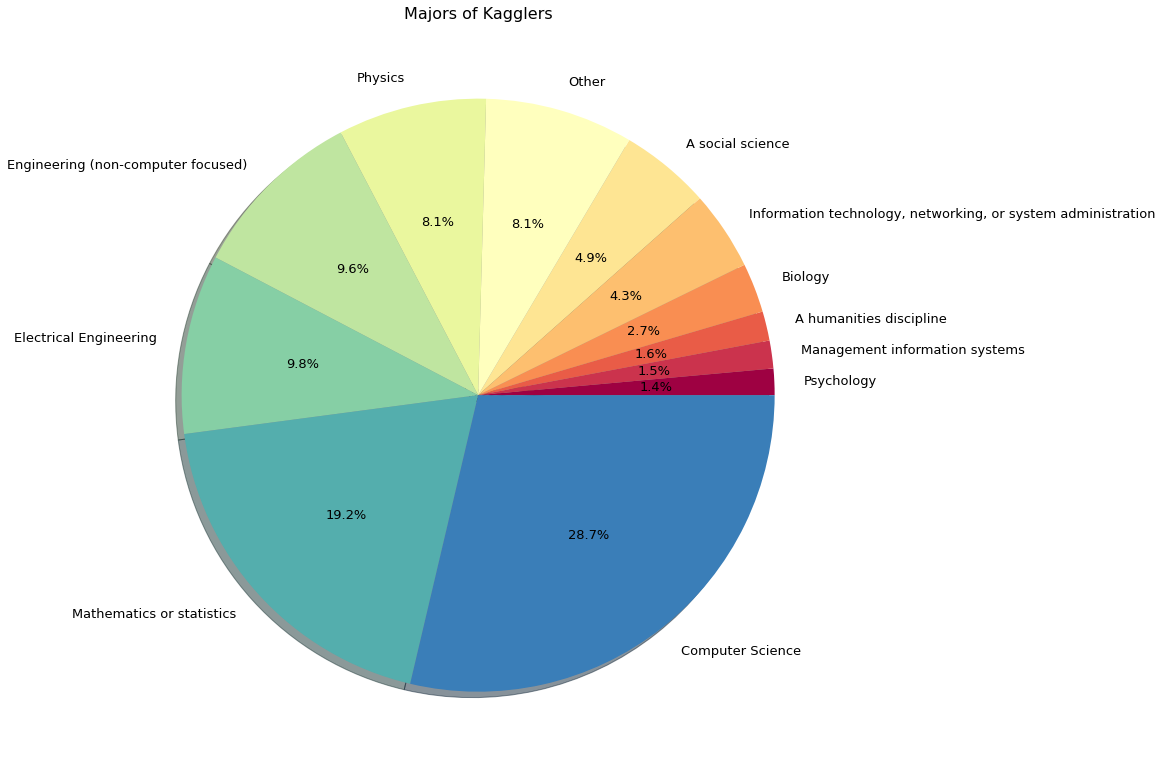 Majors of Kagglers
Physics
Other
A social science
Engineering (non-computer focused)
Information technology, networking, or system administration
8.1%
8.1%
4.9%
9.6%
Biology
4.3%
A humanities discipline
2.7%
Electrical Engineering
Management information systems
1.6%
9.8%
1.5%
Psychology
1.4%
19.2%
28.7%
Mathematics or statistics
Computer Science